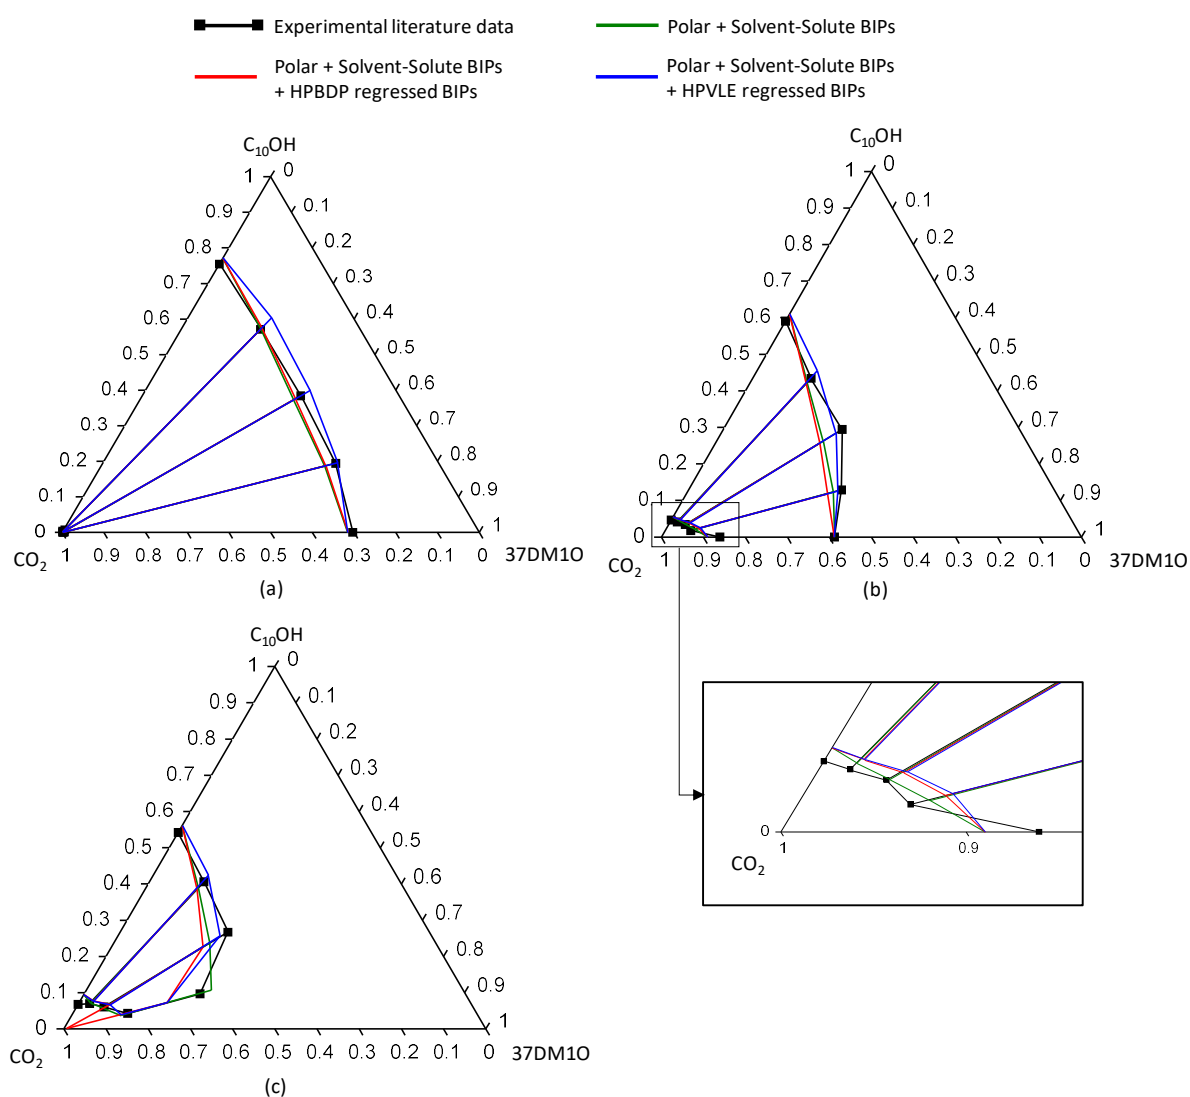 Experimental literature data
Polar + Solvent-Solute BIPs
Polar + Solvent-Solute BIPs
+ HPBDP regressed BIPs
Polar + Solvent-Solute BIPs
+ HPVLE regressed BIPs
C₁₀OH
1 0
0.9 0.1
0.8 0.2
0.7 0.3
0.6 0.4
0.5 0.5
0.4 0.6
0.3 0.7
0.2 0.8
0.1 0.9
0 1
1 0.9 0.8 0.7 0.6 0.5 0.4 0.3 0.2 0.1 0
CO₂ 37DM1O
(a)
C₁₀OH
1 0
0.9 0.1
0.8 0.2
0.7 0.3
0.6 0.4
0.5 0.5
0.4 0.6
0.3 0.7
0.2 0.8
0.1 0.9
0 1
1 0.9 0.8 0.7 0.6 0.5 0.4 0.3 0.2 0.1 0
CO₂ 37DM1O
(b)
C₁₀OH
1 0
0.9 0.1
0.8 0.2
0.7 0.3
0.6 0.4
0.5 0.5
0.4 0.6
0.3 0.7
0.2 0.8
0.1 0.9
0 1
1 0.9 0.8 0.7 0.6 0.5 0.4 0.3 0.2 0.1 0
CO₂ 37DM1O
(c)
0
1 0.9
CO₂